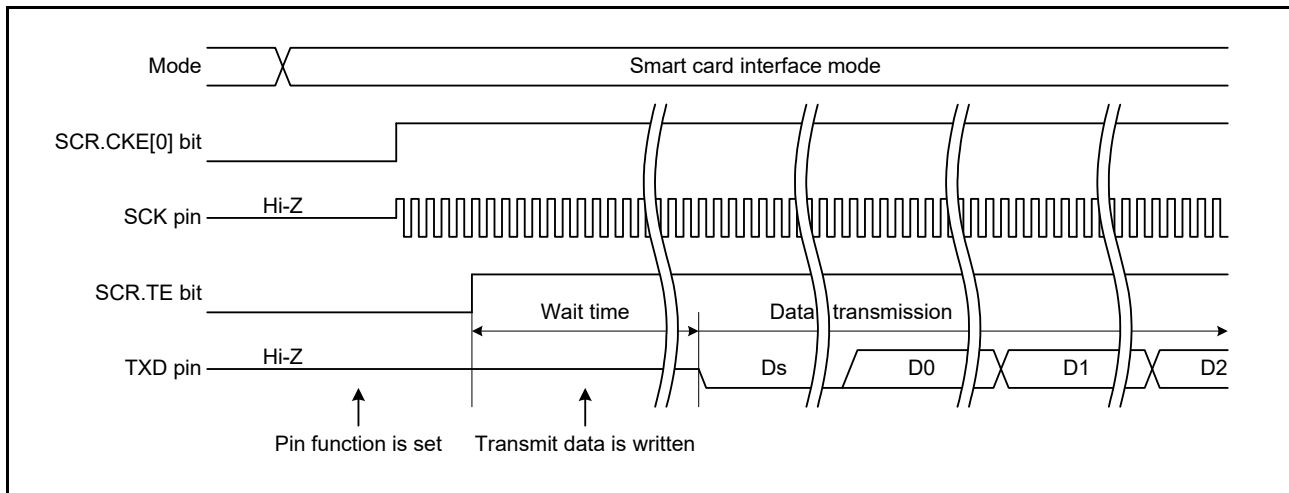 Mode
Smart card interface mode
SCR.CKE[0] bit
SCK pin
Hi-Z
SCR.TE bit
Wait time
Data transmission
TXD pin
Hi-Z
Ds
D0
D1
D2
Pin function is set
Transmit data is written